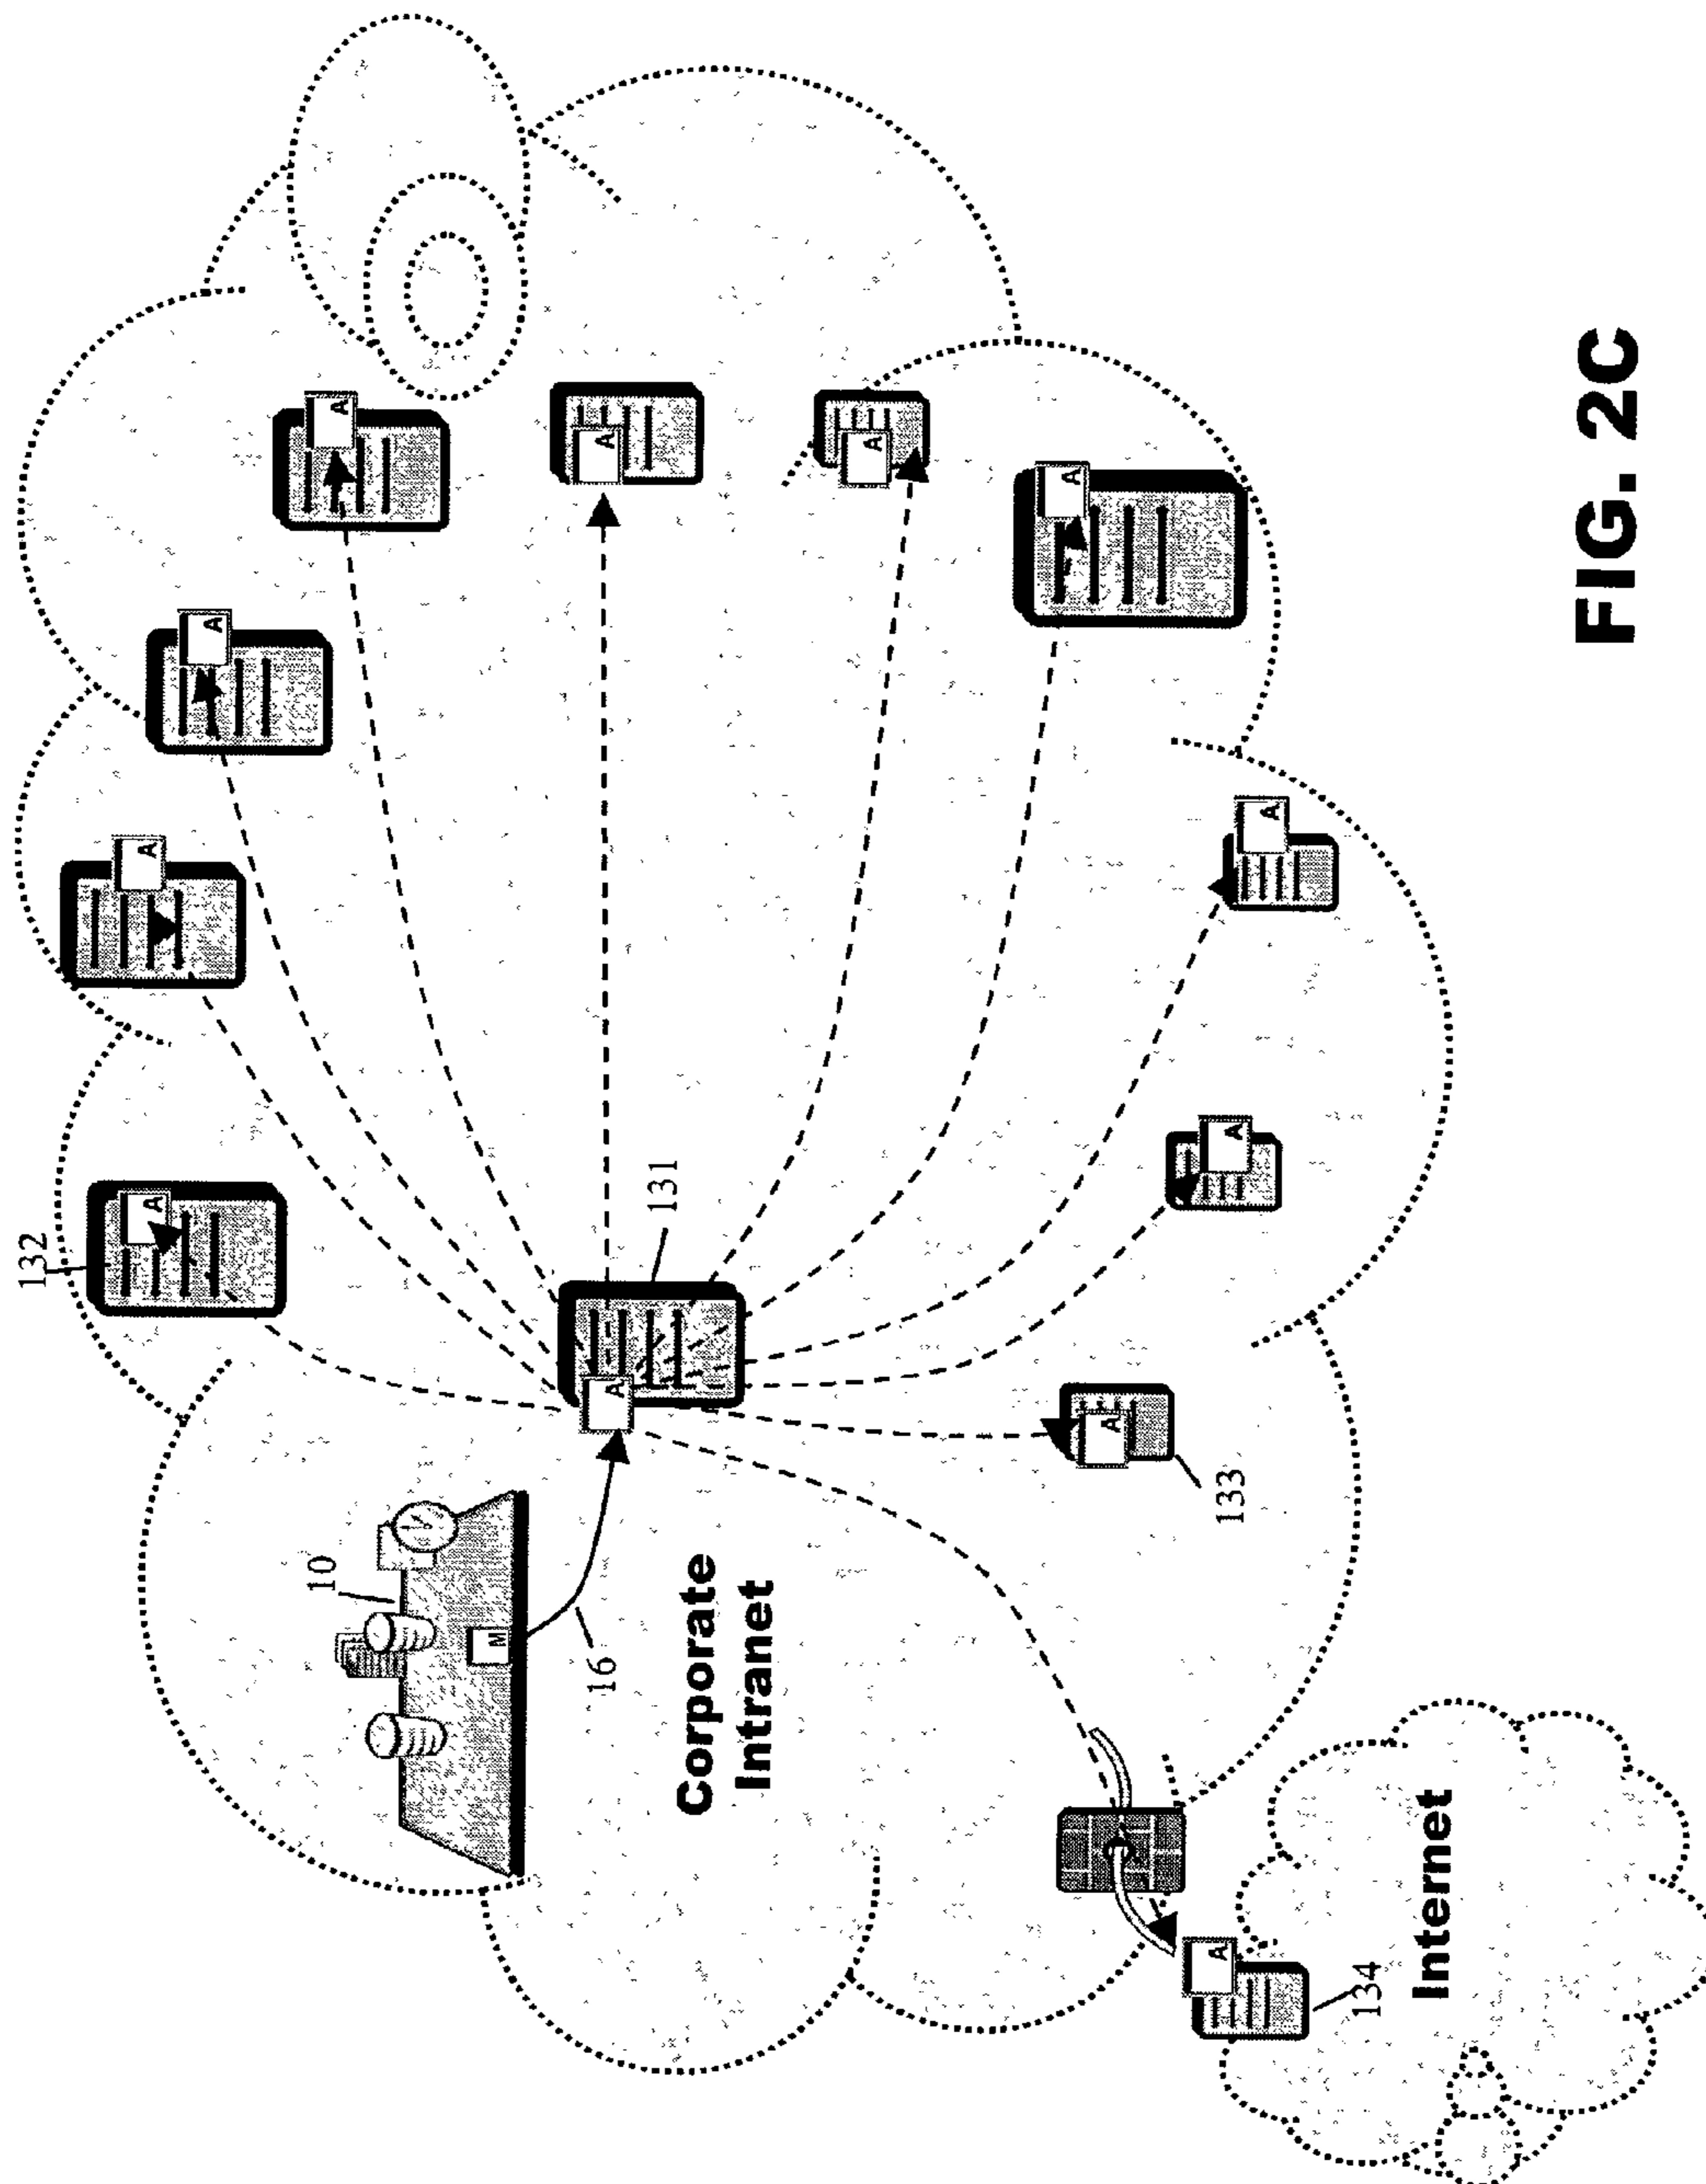 132
A
A
A
10
A
M
16
A
A
131
Corporate
Intranet
A
A
A
133
A
A
A
134
Internet
FIG. 2C